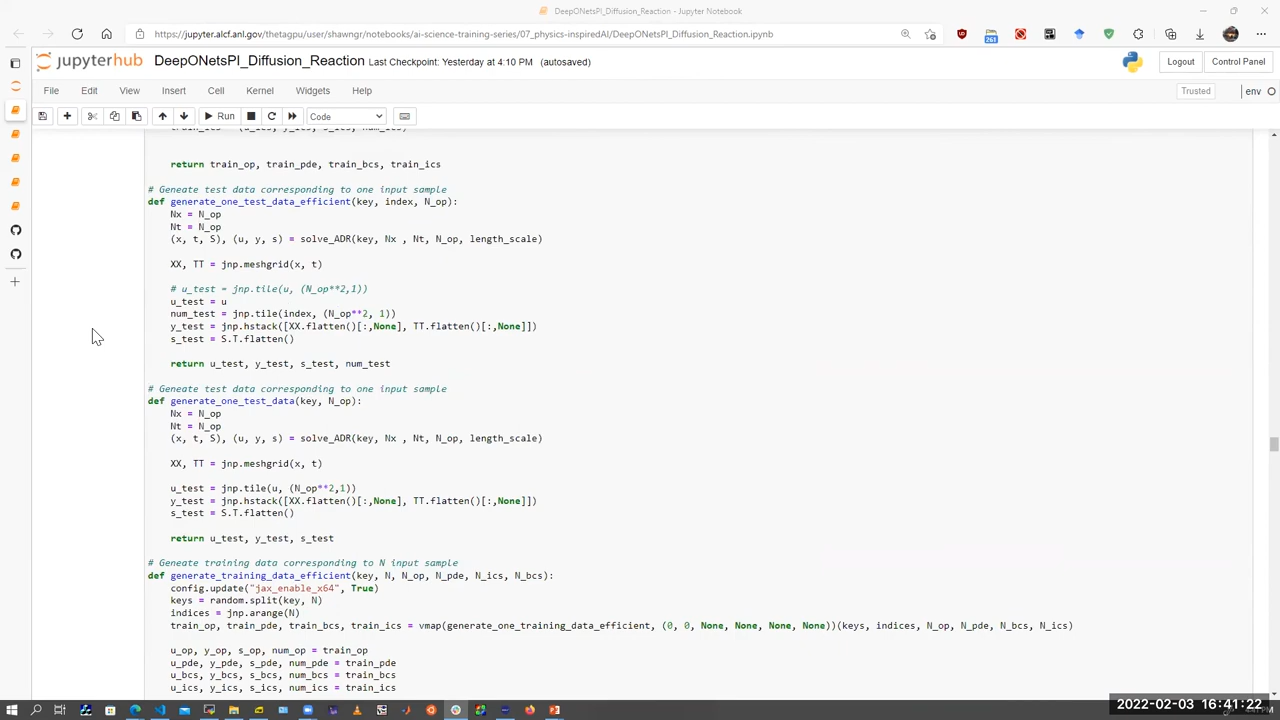 DeepONetsPI_Diffusion_Reaction - Jupyter Notebook
https://jupyter.alcf.anl.gov/thetagpu/user/shawngr/notebooks/ai-science-training-series/07_physics-inspiredAI/DeepONetsPI_Diffusion_Reaction.ipynb
261
jupyterhub DeepONetsPI_Diffusion_Reaction Last Checkpoint: Yesterday at 4:10 PM (autosaved) Logout Control Panel
File Edit View Insert Cell Kernel Widgets Help Trusted env
Run Code
train_ics = (u_ics, y_ics, s_ics, num_ics)
return train_op, train_pde, train_bcs, train_ics
# Geneate test data corresponding to one input sample
def generate_one_test_data_efficient(key, index, N_op):
Nx = N_op
Nt = N_op
(x, t, S), (u, y, s) = solve_ADR(key, Nx , Nt, N_op, length_scale)
XX, TT = jnp.meshgrid(x, t)
# u_test = jnp.tile(u, (N_op**2,1))
u_test = u
num_test = jnp.tile(index, (N_op**2, 1))
y_test = jnp.hstack([XX.flatten()[:,None], TT.flatten()[:,None]])
s_test = S.T.flatten()
return u_test, y_test, s_test, num_test
# Geneate test data corresponding to one input sample
def generate_one_test_data(key, N_op):
Nx = N_op
Nt = N_op
(x, t, S), (u, y, s) = solve_ADR(key, Nx , Nt, N_op, length_scale)
XX, TT = jnp.meshgrid(x, t)
u_test = jnp.tile(u, (N_op**2,1))
y_test = jnp.hstack([XX.flatten()[:,None], TT.flatten()[:,None]])
s_test = S.T.flatten()
return u_test, y_test, s_test
# Geneate training data corresponding to N input sample
def generate_training_data_efficient(key, N, N_op, N_pde, N_ics, N_bcs):
config.update("jax_enable_x64", True)
keys = random.split(key, N)
indices = jnp.arange(N)
train_op, train_pde, train_bcs, train_ics = vmap(generate_one_training_data_efficient, (0, 0, None, None, None, None))(keys, indices, N_op, N_pde, N_bcs, N_ics)
u_op, y_op, s_op, num_op = train_op
u_pde, y_pde, s_pde, num_pde = train_pde
u_bcs, y_bcs, s_bcs, num_bcs = train_bcs
u_ics, y_ics, s_ics, num_ics = train_ics
2022-02-03 16:41:22